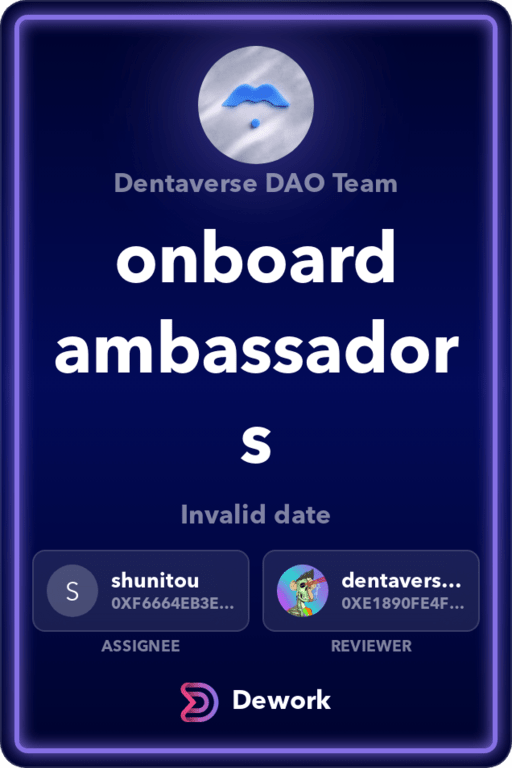 Dentaverse DAO Team
onboard
ambassador
s
Invalid date
S
shunitou
0XF6664EB3E...
ASSIGNEE
dentavers...
0XE1890FE4F...
REVIEWER
Dework